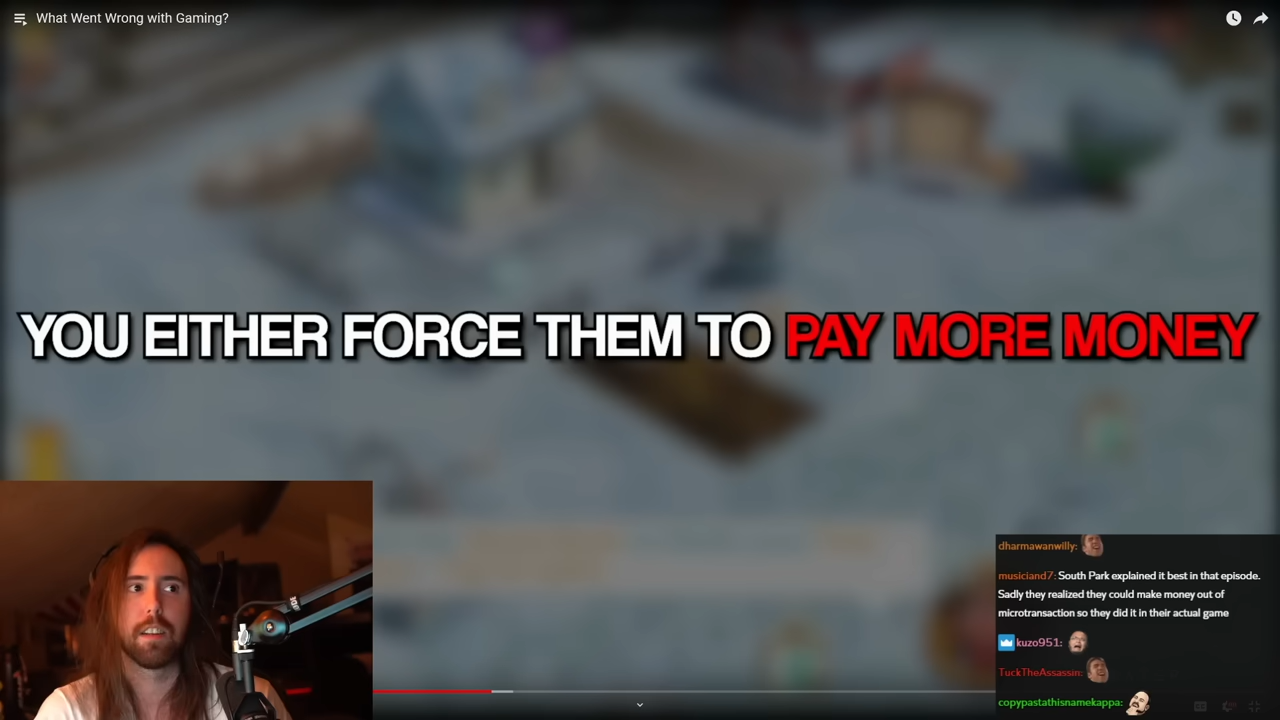 What Went Wrong with Gaming?
YOU EITHER FORCE THEM TO PAY MORE MONEY
dharmawanwilly:
musiciand7: South Park explained it best in that episode.
Sadly they realized they could make money out of
microtransaction so they did it in their actual game
kuzo951:
TuckTheAssassin:
copypastathisnamekappa: